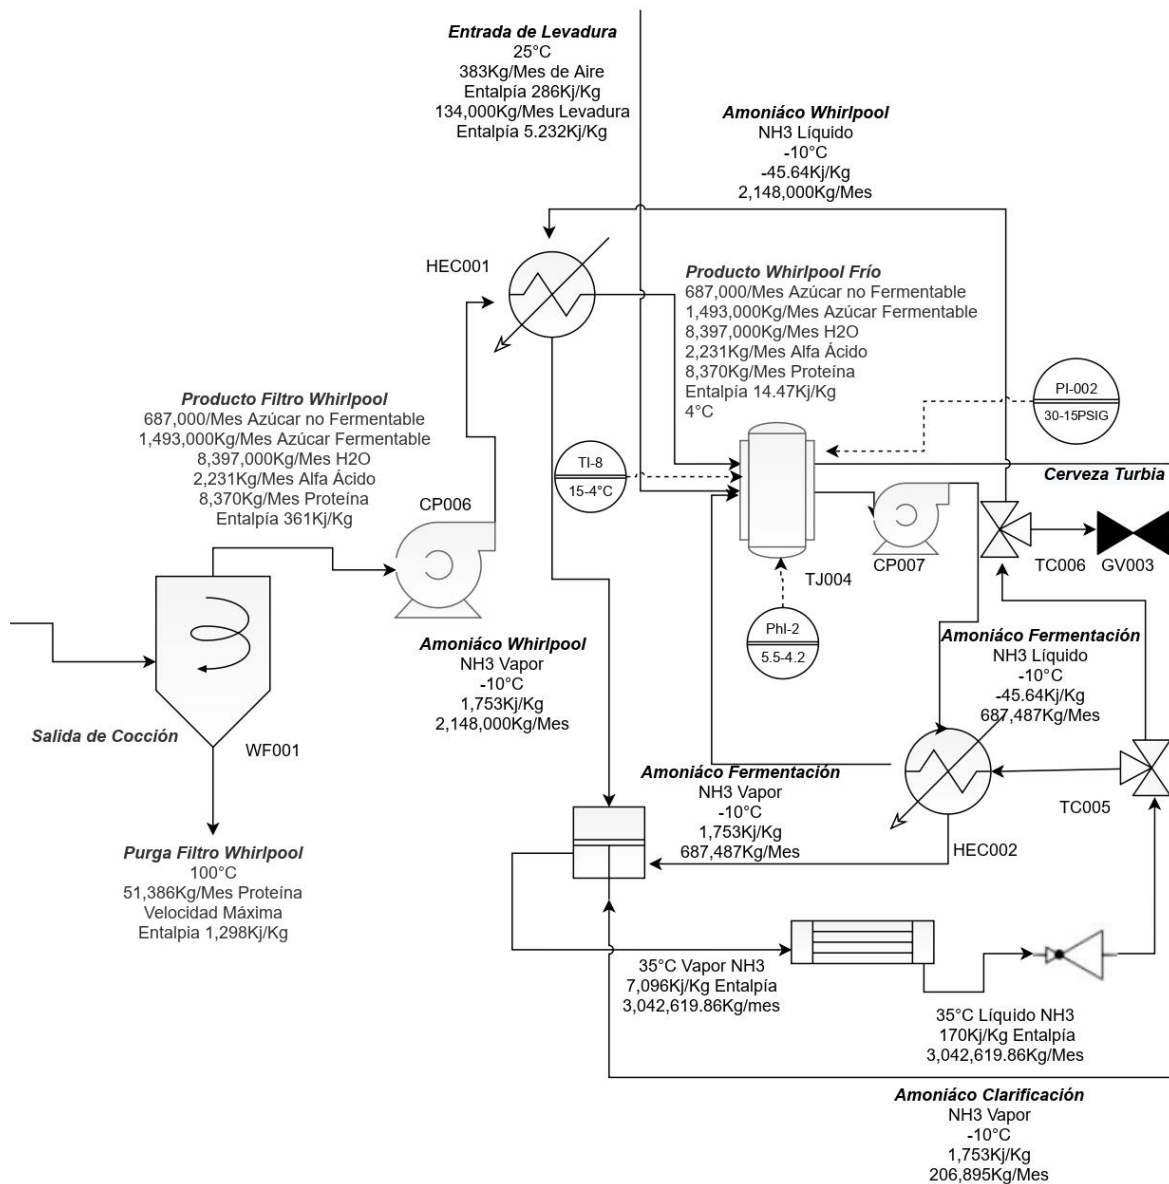 Entrada de Levadura
25°C
383Kg/Mes de Aire
Entalpía 286Kj/Kg
134,000Kg/Mes Levadura
Entalpía 5.232Kj/Kg
Amoniáco Whirlpool
NH3 Líquido
-10°C
-45.64Kj/Kg
2,148,000Kg/Mes
HEC001
Producto Whirlpool Frío
687,000/Mes Azúcar no Fermentable
1,493,000Kg/Mes Azúcar Fermentable
8,397,000Kg/Mes H2O
2,231Kg/Mes Alfa Ácido
8,370Kg/Mes Proteína
Entalpía 14.47Kj/Kg
4°C
PI-002
30-15PSIG
Producto Filtro Whirlpool
687,000/Mes Azúcar no Fermentable
1,493,000Kg/Mes Azúcar Fermentable
8,397,000Kg/Mes H2O
2,231Kg/Mes Alfa Ácido
8,370Kg/Mes Proteína
Entalpía 361Kj/Kg
CP006
TI-8
15-4°C
Cerveza Turbia
TJ004
CP007
TC006
GV003
PhI-2
5.5-4.2
Amoniáco Whirlpool
NH3 Vapor
-10°C
1,753Kj/Kg
2,148,000Kg/Mes
Amoniáco Fermentación
NH3 Líquido
-10°C
-45.64Kj/Kg
687,487Kg/Mes
Salida de Cocción
WF001
Amoniáco Fermentación
NH3 Vapor
-10°C
1,753Kj/Kg
687,487Kg/Mes
TC005
HEC002
Purga Filtro Whirlpool
100°C
51,386Kg/Mes Proteína
Velocidad Máxima
Entalpia 1,298Kj/Kg
35°C Vapor NH3
7,096Kj/Kg Entalpía
3,042,619.86Kg/mes
35°C Líquido NH3
170Kj/Kg Entalpía
3,042,619.86Kg/Mes
Amoniáco Clarificación
NH3 Vapor
-10°C
1,753Kj/Kg
206,895Kg/Mes